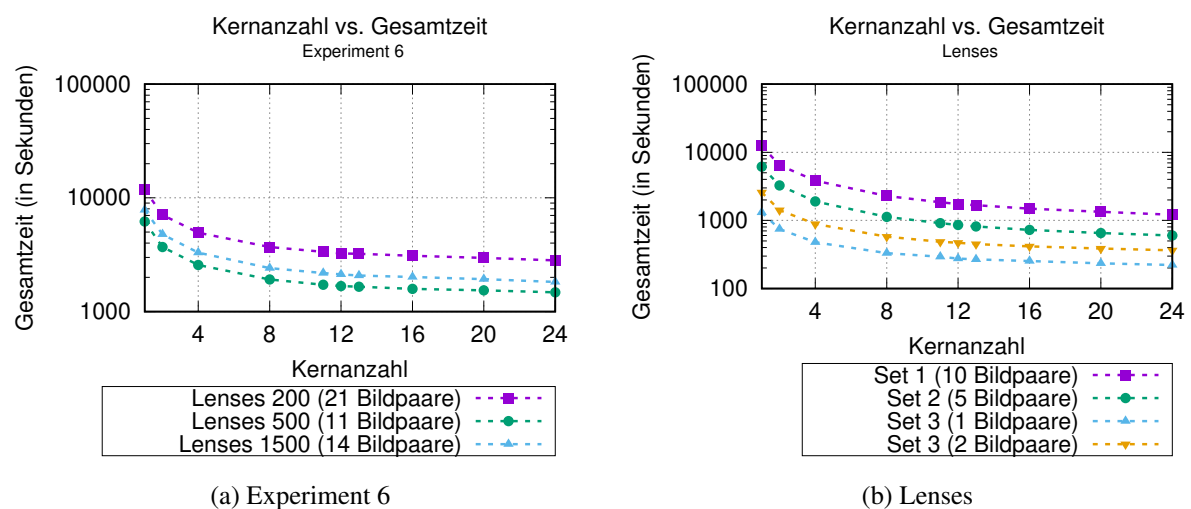 Kernanzahl vs. Gesamtzeit
Experiment 6
Gesamtzeit (in Sekunden)
100000
10000
1000
4 8 12 16 20 24
Kernanzahl
Lenses 200 (21 Bildpaare)
Lenses 500 (11 Bildpaare)
Lenses 1500 (14 Bildpaare)
(a) Experiment 6
Kernanzahl vs. Gesamtzeit
Lenses
Gesamtzeit (in Sekunden)
100000
10000
1000
100
4 8 12 16 20 24
Kernanzahl
Set 1 (10 Bildpaare)
Set 2 (5 Bildpaare)
Set 3 (1 Bildpaare)
Set 3 (2 Bildpaare)
(b) Lenses